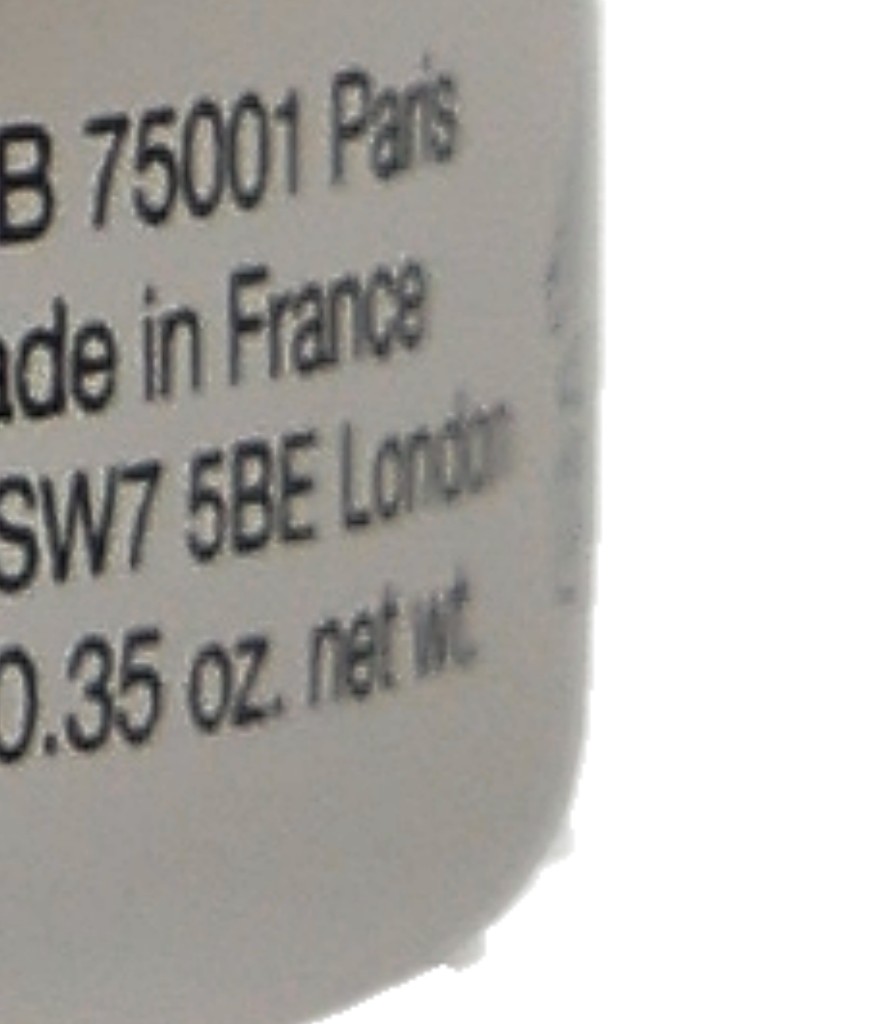 B 75001 Paris
ade in France
SW7 5BE London
0.35 oz. net wt.